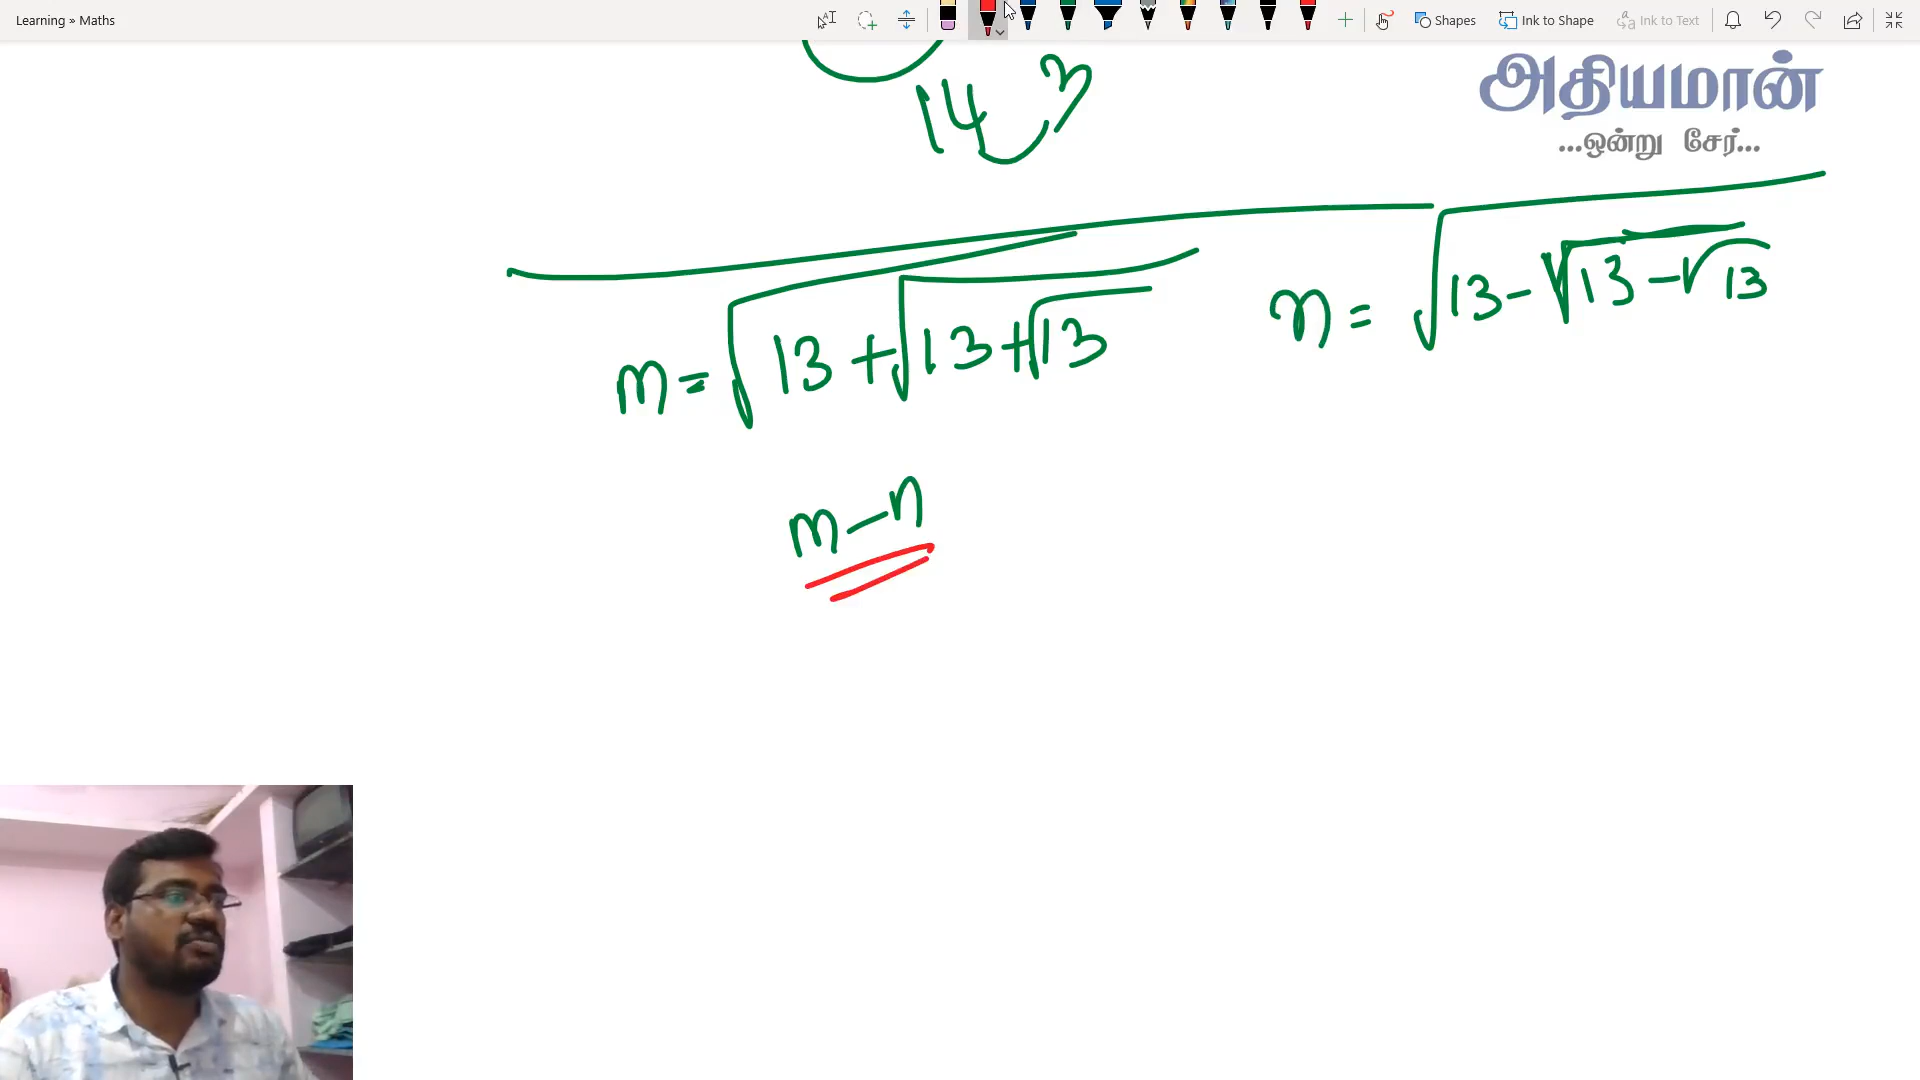 Learning » Maths
Shapes
Ink to Shape
Ink to Text
அதியமான்
...ஒன்று சேர்...
14 3
m = √13 + √13 + √13
n = √13 - √13 - √13
m - n